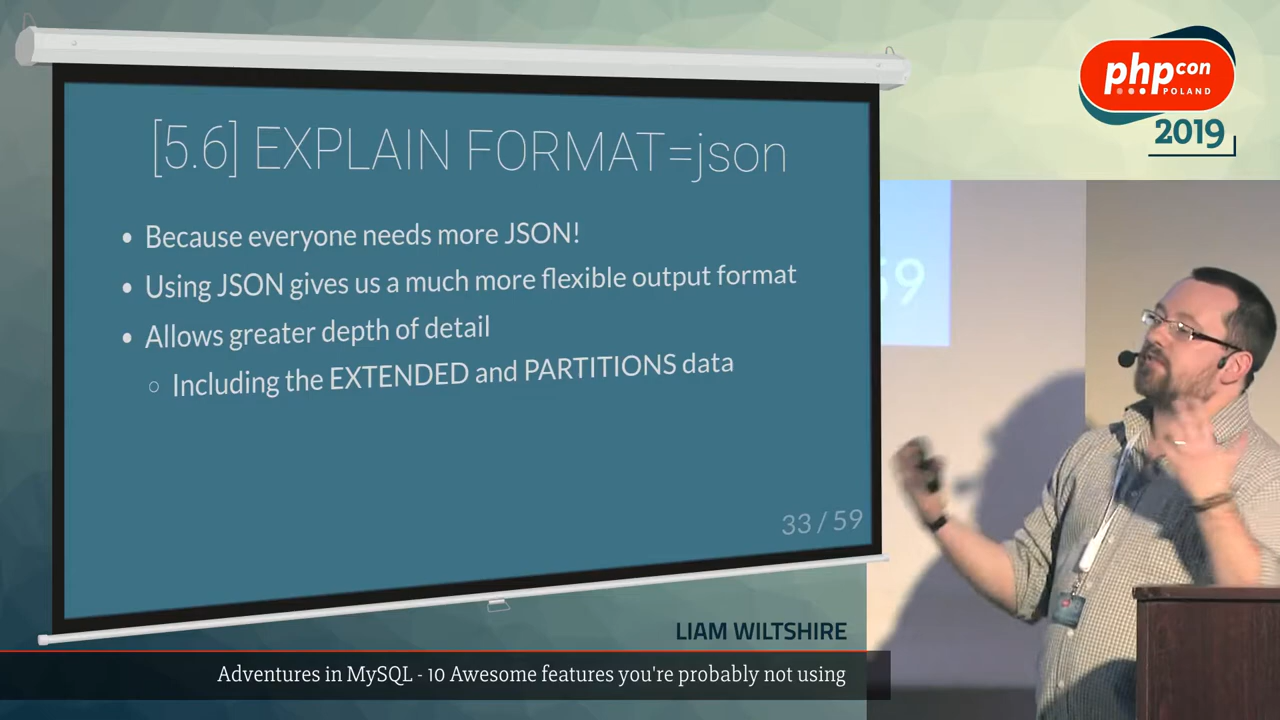 [5.6] EXPLAIN FORMAT=json
Because everyone needs more JSON!
Using JSON gives us a much more flexible output format
Allows greater depth of detail
Including the EXTENDED and PARTITIONS data
33 / 59
phpcon
POLAND
2019
59
LIAM WILTSHIRE
Adventures in MySQL - 10 Awesome features you're probably not using